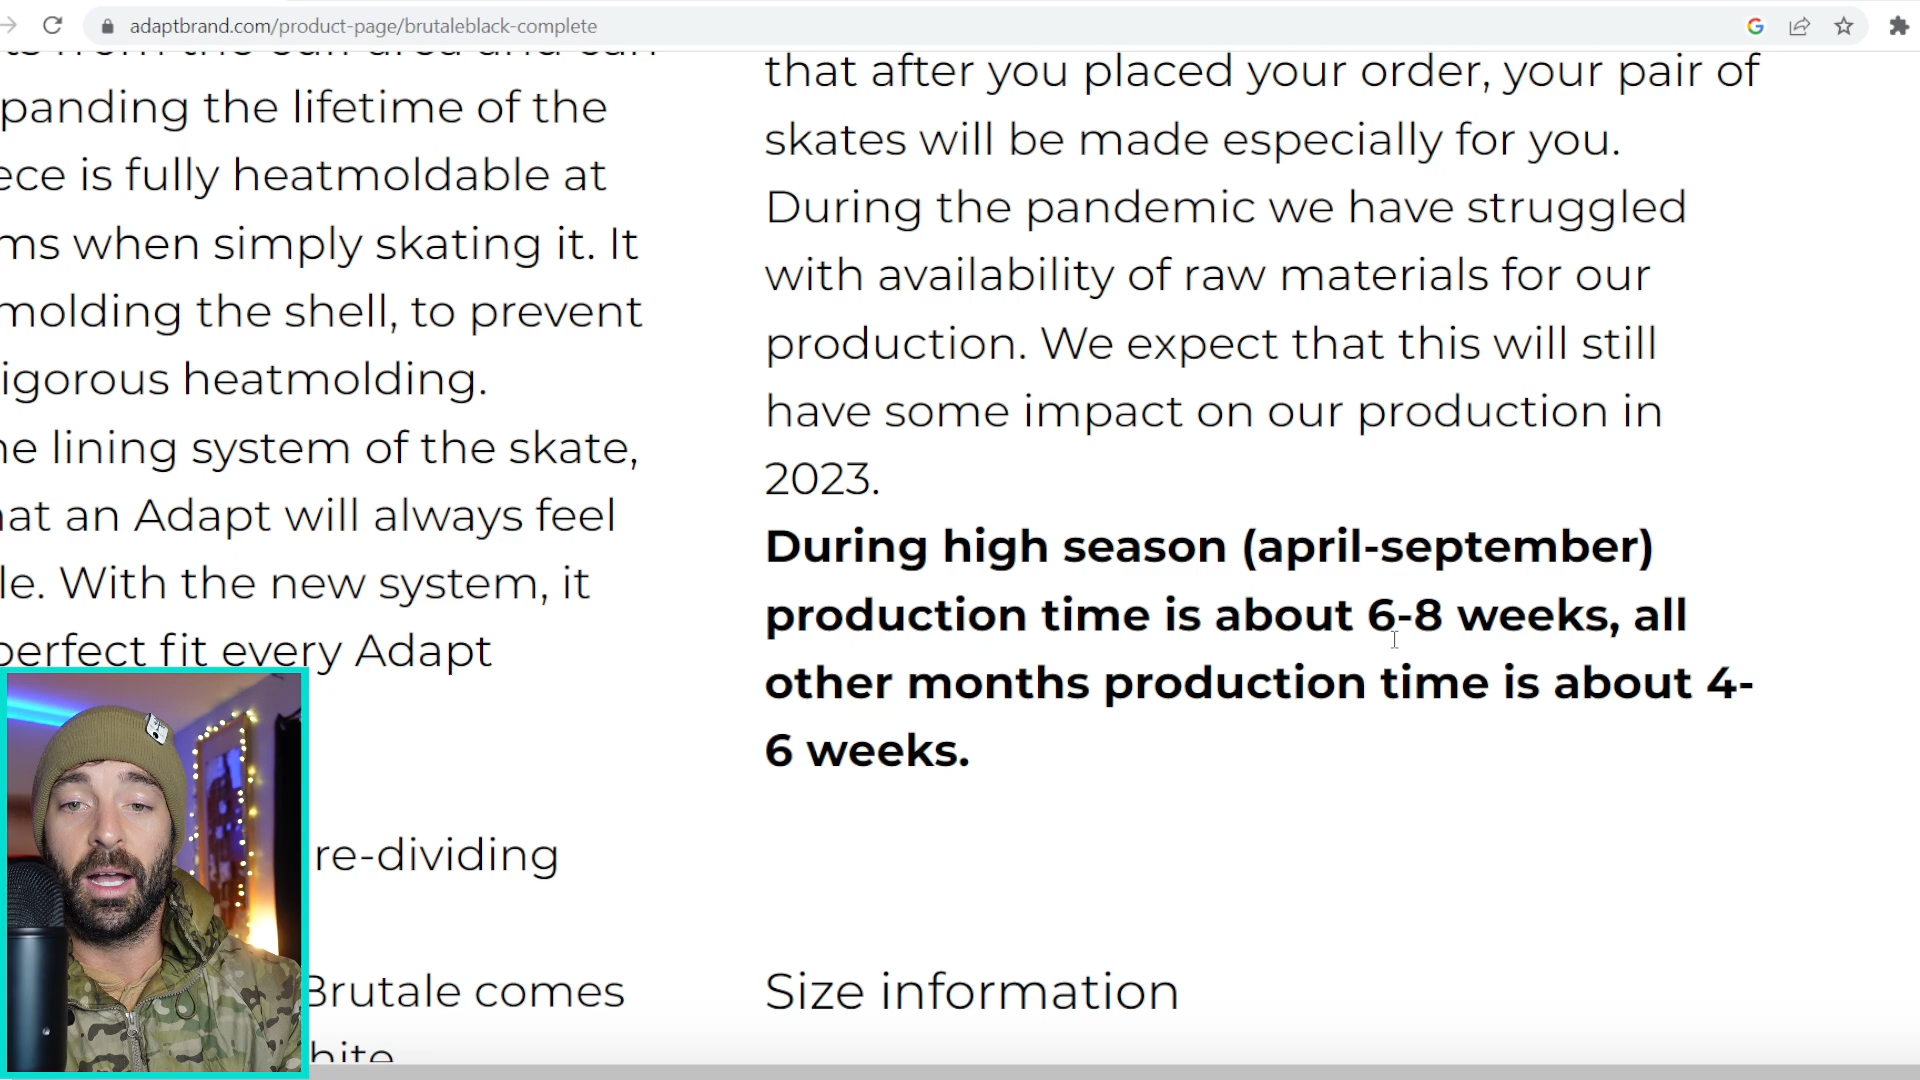 adaptbrand.com/product-page/brutaleblack-complete
panding the lifetime of the
ece is fully heatmoldable at
ms when simply skating it. It
molding the shell, to prevent
igorous heatmolding.
ne lining system of the skate,
hat an Adapt will always feel
le. With the new system, it
perfect fit every Adapt
re-dividing
Brutale comes
that after you placed your order, your pair of
skates will be made especially for you.
During the pandemic we have struggled
with availability of raw materials for our
production. We expect that this will still
have some impact on our production in
2023.
During high season (april-september)
production time is about 6-8 weeks, all
other months production time is about 4-
6 weeks.
Size information